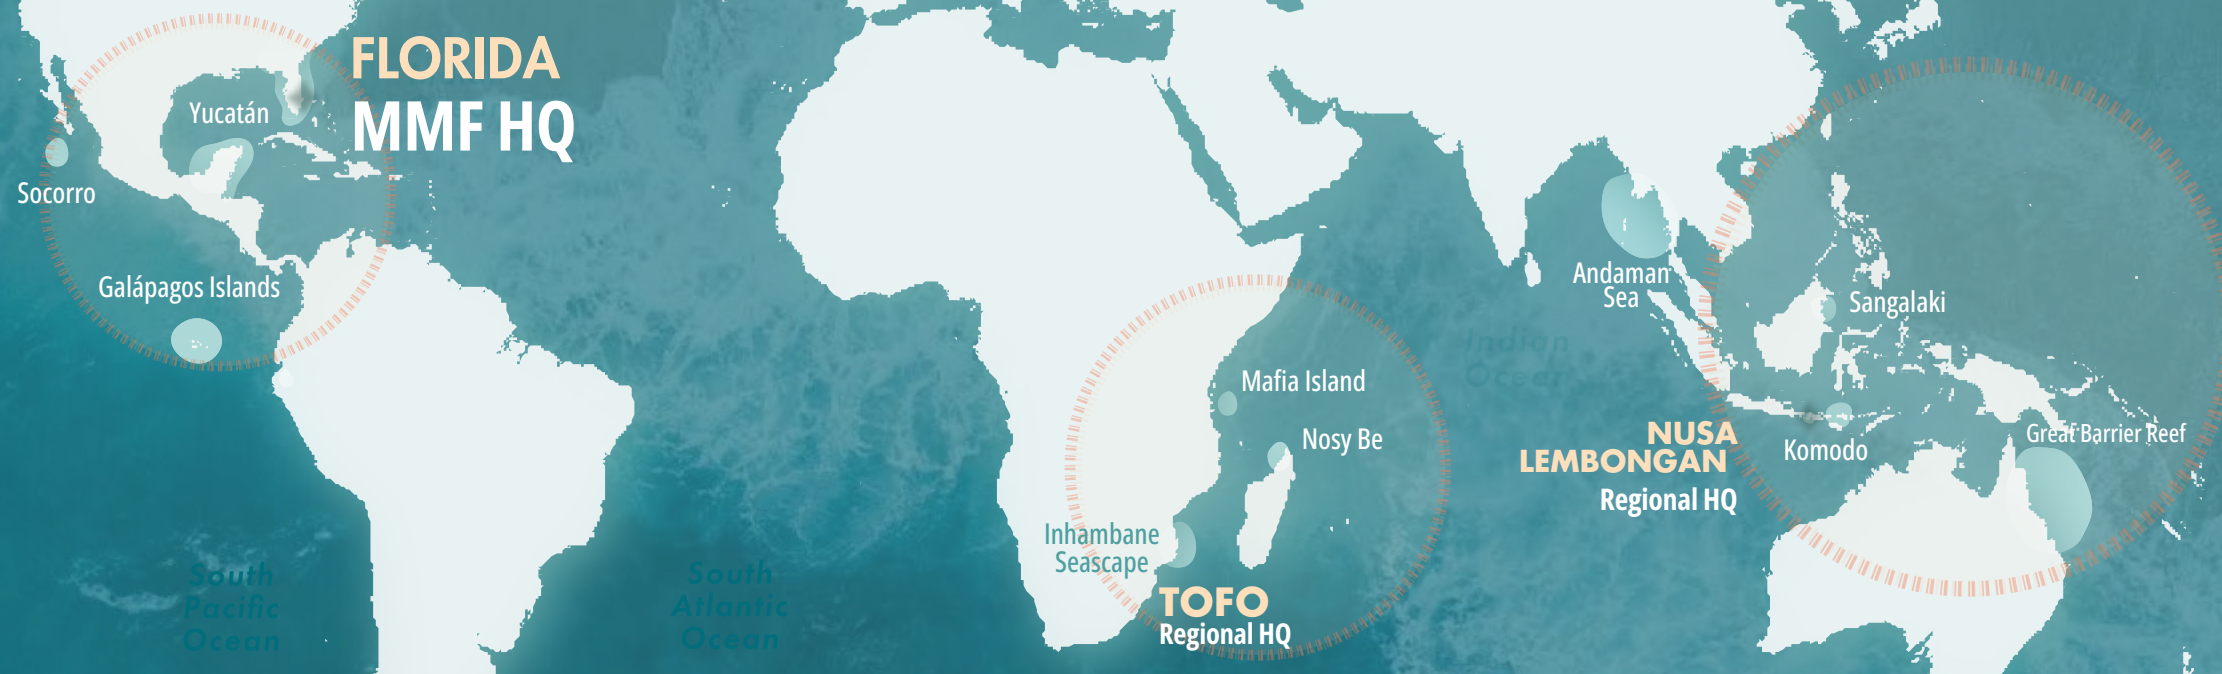 FLORIDA
MMF HQ
Yucatán
Socorro
Galápagos Islands
South
Pacific
Ocean
South
Atlantic
Ocean
Mafia Island
Nosy Be
Inhambane
Seascape
TOFO
Regional HQ
Indian
Ocean
Andaman
Sea
Sangalaki
NUSA
LEMBONGAN
Regional HQ
Komodo
Great Barrier Reef